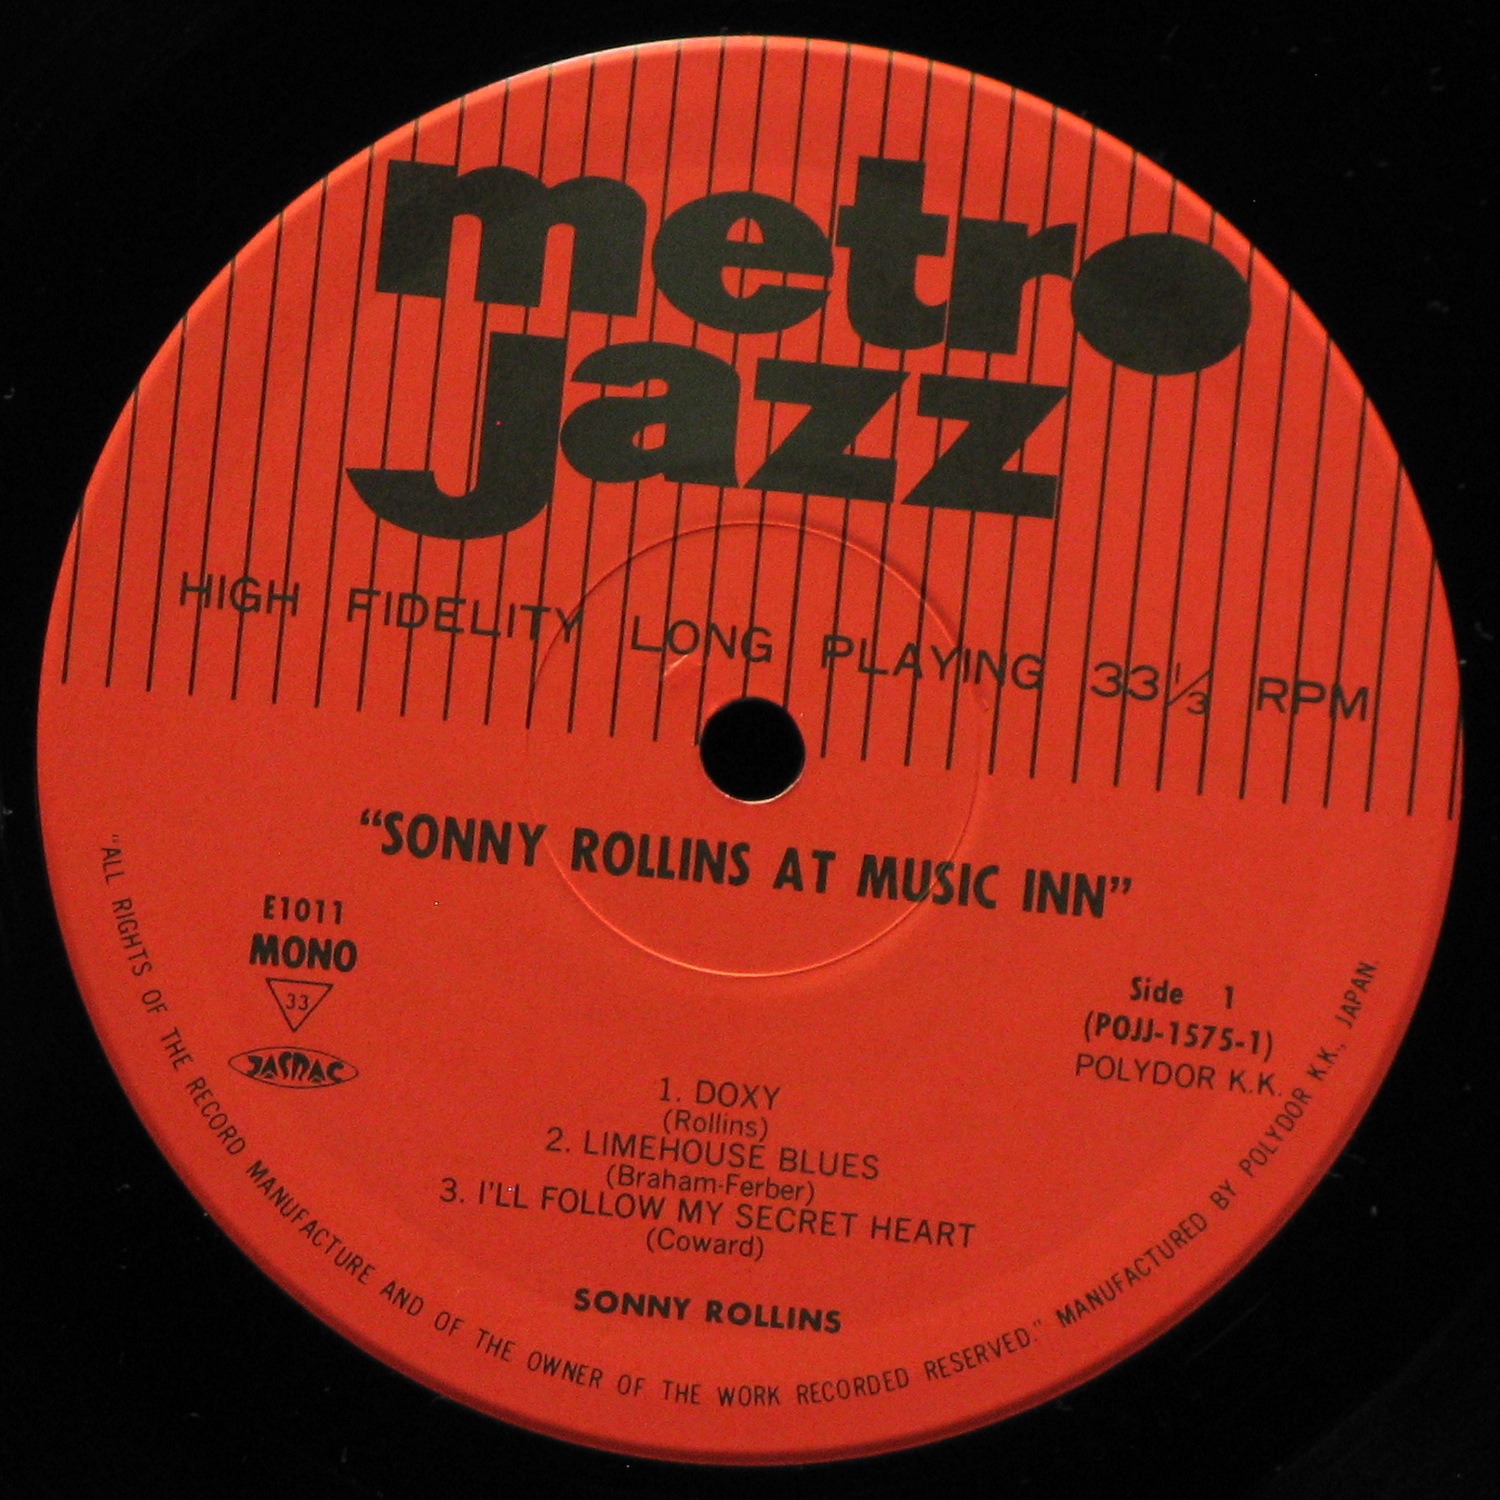 metro
jazz
HIGH FIDELITY LONG PLAYING 33⅓ RPM
“SONNY ROLLINS AT MUSIC INN”
E1011
MONO
33
JASRAC
Side 1
(POJJ-1575-1)
POLYDOR K.K.
1. DOXY
(Rollins)
2. LIMEHOUSE BLUES
(Braham-Ferber)
3. I'LL FOLLOW MY SECRET HEART
(Coward)
SONNY ROLLINS
"ALL RIGHTS OF THE RECORD MANUFACTURE AND OF THE OWNER OF THE WORK RECORDED RESERVED." MANUFACTURED BY POLYDOR K.K., JAPAN.